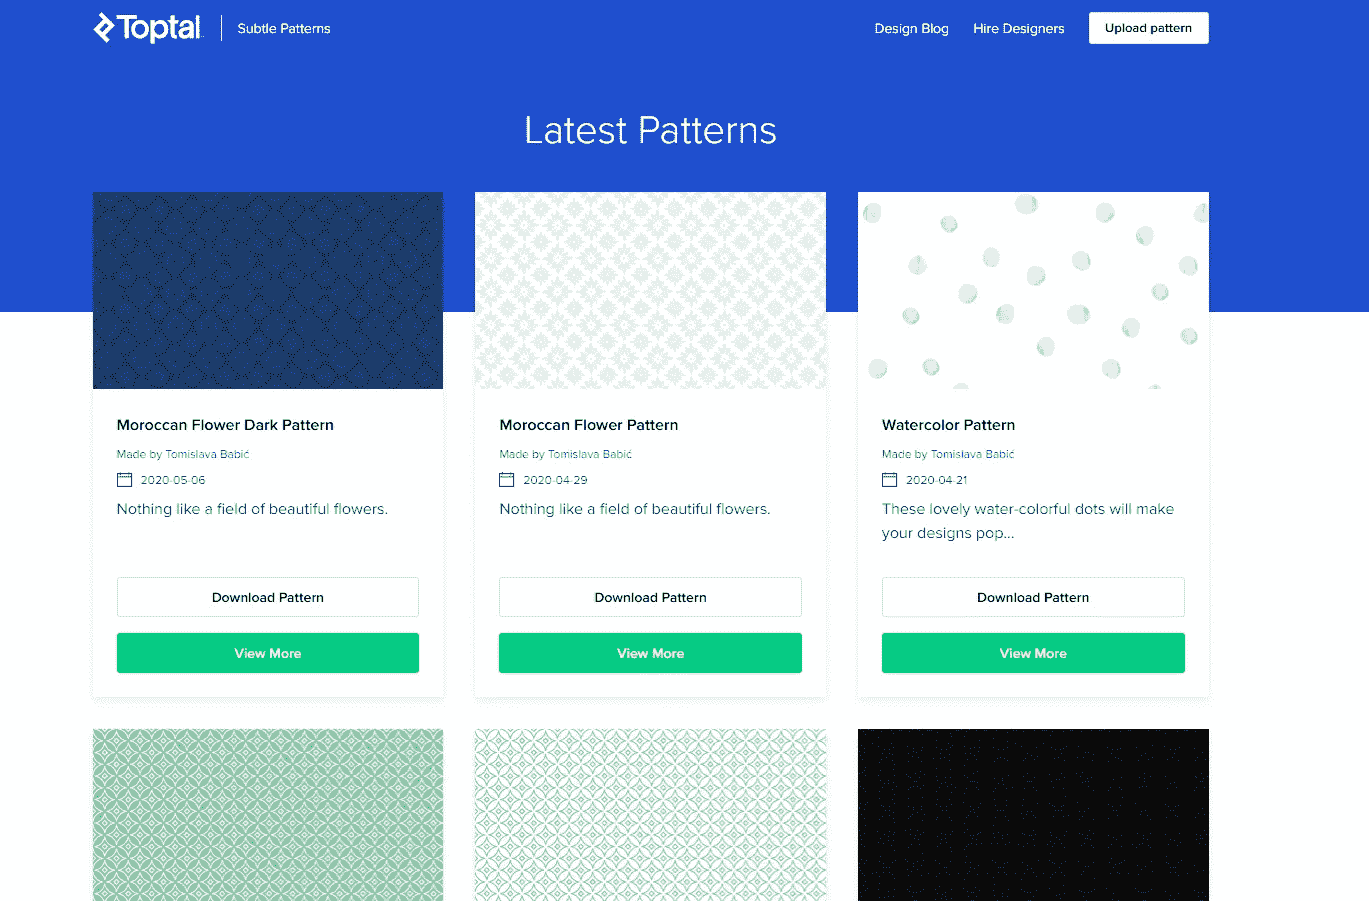 Toptal
Subtle Patterns
Design Blog
Hire Designers
Upload pattern
Latest Patterns
Moroccan Flower Dark Pattern
Made by Tomislava Babić
2020-05-06
Nothing like a field of beautiful flowers.
Download Pattern
View More
Moroccan Flower Pattern
Made by Tomislava Babić
2020-04-29
Nothing like a field of beautiful flowers.
Download Pattern
View More
Watercolor Pattern
Made by Tomislava Babić
2020-04-21
These lovely water-colorful dots will make
your designs pop...
Download Pattern
View More